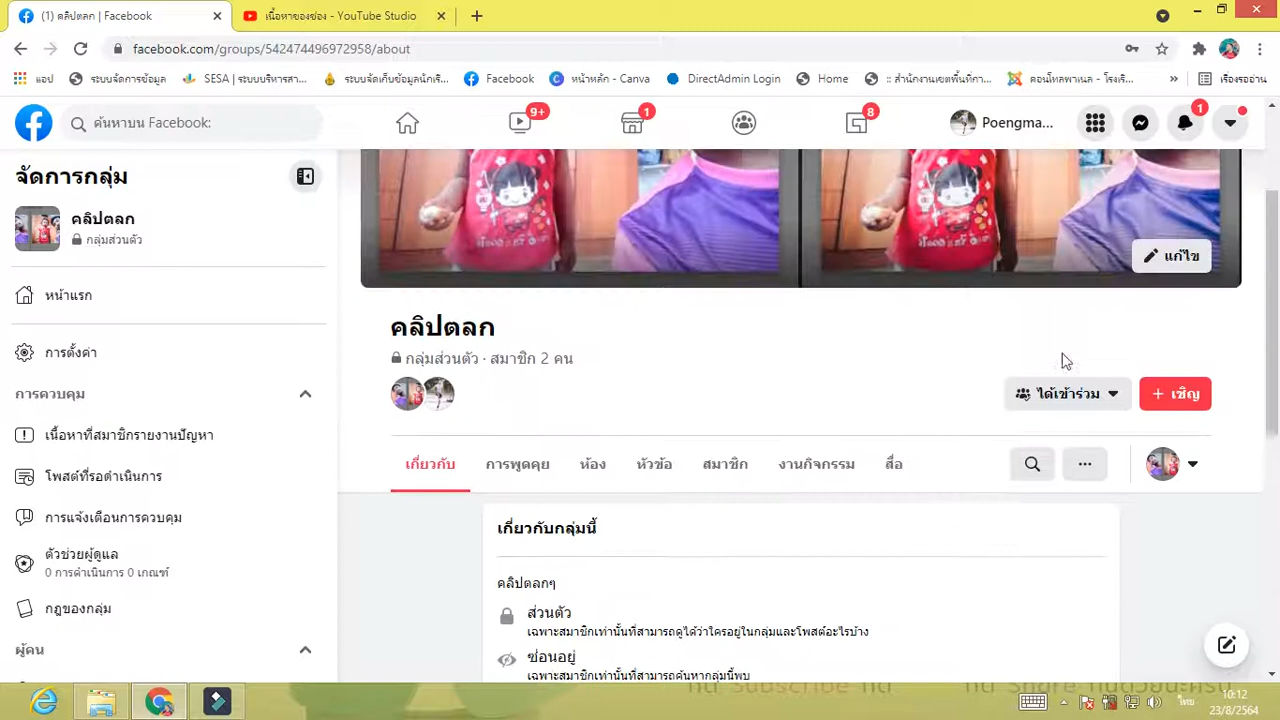 (1) คลิปตลก | Facebook
เนื้อหาของช่อง - YouTube Studio
facebook.com/groups/542474496972958/about
แอป ระบบจัดการข้อมูล SESA | ระบบบริหารสา... ระบบจัดเก็บข้อมูลนักเรี... Facebook หน้าหลัก - Canva DirectAdmin Login Home :: สำนักงานเขตพื้นที่กา... คอนโทลพาเนล - โรงเรี... » เรื่องรออ่าน
ค้นหาบน Facebook:
9+
1
8
Poengma...
1
จัดการกลุ่ม
คลิปตลก
กลุ่มส่วนตัว
หน้าแรก
การตั้งค่า
การควบคุม
เนื้อหาที่สมาชิกรายงานปัญหา
โพสต์ที่รอดำเนินการ
การแจ้งเตือนการควบคุม
ตัวช่วยผู้ดูแล
0 การดำเนินการ 0 เกณฑ์
กฎของกลุ่ม
ผู้คน
แก้ไข
คลิปตลก
กลุ่มส่วนตัว · สมาชิก 2 คน
ได้เข้าร่วม
+ เชิญ
เกี่ยวกับ การพูดคุย ห้อง หัวข้อ สมาชิก งานกิจกรรม สื่อ
เกี่ยวกับกลุ่มนี้
คลิปตลกๆ
ส่วนตัว
เฉพาะสมาชิกเท่านั้นที่สามารถดูได้ว่าใครอยู่ในกลุ่มและโพสต์อะไรบ้าง
ซ่อนอยู่
เฉพาะสมาชิกเท่านั้นที่สามารถค้นหากลุ่มนี้พบ
กด Subscribe กด
กด Share
ไทย
10:12
23/8/2564